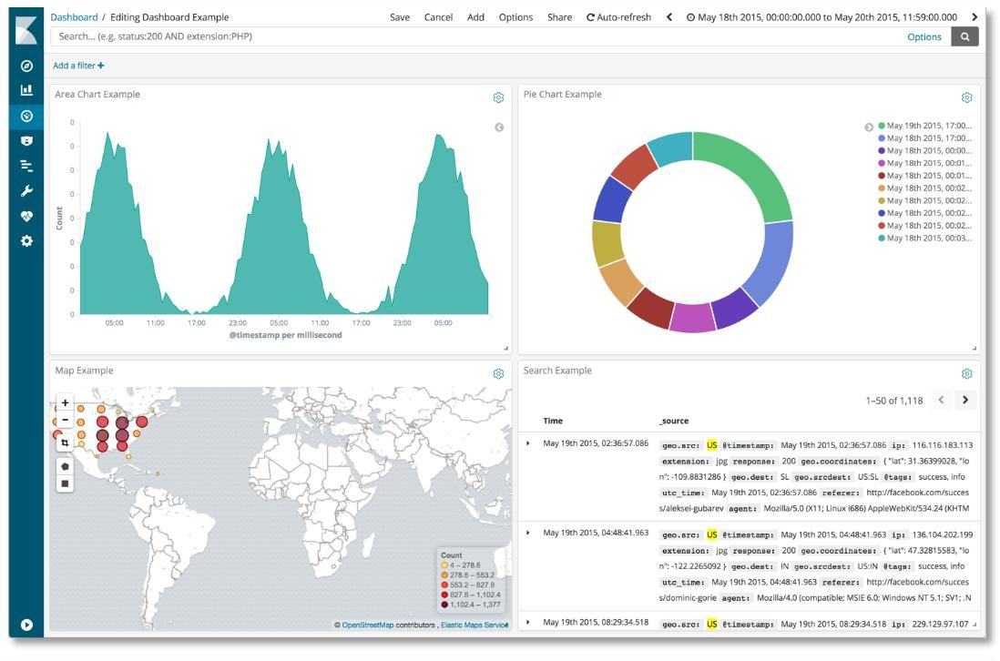 Dashboard / Editing Dashboard Example
Save Cancel Add Options Share Auto-refresh May 18th 2015, 00:00:00.000 to May 20th 2015, 11:59:00.000
Search... (e.g. status:200 AND extension:PHP)
Options
Add a filter +
Area Chart Example
0
0
0
0
0
0
0
0
0
Count
05:00 11:00 17:00 23:00 05:00 11:00 17:00 23:00 05:00
@timestamp per millisecond
Pie Chart Example
May 19th 2015, 17:00...
May 18th 2015, 17:00...
May 18th 2015, 00:00...
May 18th 2015, 00:01...
May 18th 2015, 00:01...
May 18th 2015, 00:02...
May 18th 2015, 00:02...
May 18th 2015, 00:02...
May 18th 2015, 00:02...
May 18th 2015, 00:03...
Map Example
+
−
Count
4 – 278.6
278.6 – 553.2
553.2 – 827.8
827.8 – 1,102.4
1,102.4 – 1,377
© OpenStreetMap contributors , Elastic Maps Service
Search Example
1–50 of 1,118
Time _source
May 19th 2015, 02:36:57.086
geo.src: US @timestamp: May 19th 2015, 02:36:57.086 ip: 116.116.183.113
extension: jpg response: 200 geo.coordinates: { "lat": 31.36399028, "lo
n": -109.8831286 } geo.dest: SL geo.srcdest: US:SL @tags: success, info
utc_time: May 19th 2015, 02:36:57.086 referer: http://facebook.com/succes
s/aleksei-gubarev agent: Mozilla/5.0 (X11; Linux i686) AppleWebKit/534.24 (KHTM
May 19th 2015, 04:48:41.963
geo.src: US @timestamp: May 19th 2015, 04:48:41.963 ip: 136.104.202.199
extension: jpg response: 200 geo.coordinates: { "lat": 47.32815583, "lo
n": -122.2265092 } geo.dest: IN geo.srcdest: US:IN @tags: success, info
utc_time: May 19th 2015, 04:48:41.963 referer: http://facebook.com/succes
s/dominic-gorie agent: Mozilla/4.0 (compatible; MSIE 6.0; Windows NT 5.1; SV1; .N
May 19th 2015, 08:29:34.518
geo.src: US @timestamp: May 19th 2015, 08:29:34.518 ip: 229.129.97.107